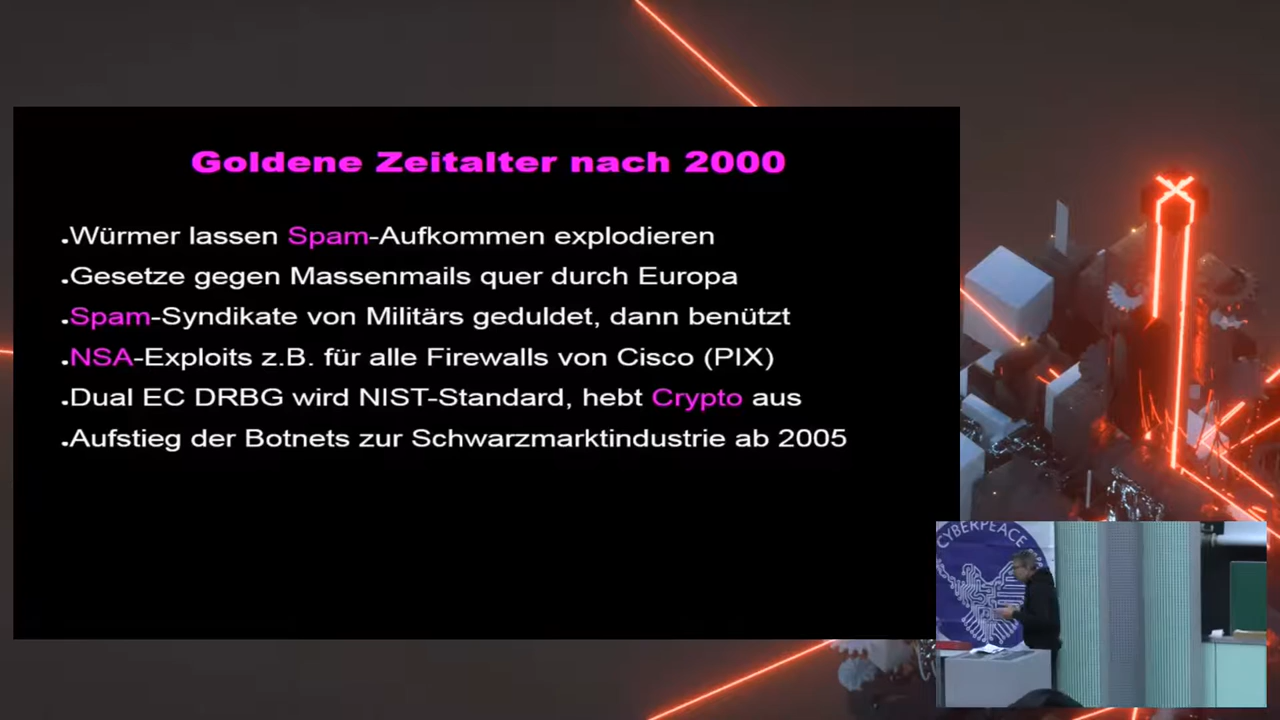 Goldene Zeitalter nach 2000
.Würmer lassen Spam-Aufkommen explodieren
.Gesetze gegen Massenmails quer durch Europa
.Spam-Syndikate von Militärs geduldet, dann benützt
.NSA-Exploits z.B. für alle Firewalls von Cisco (PIX)
.Dual EC DRBG wird NIST-Standard, hebt Crypto aus
.Aufstieg der Botnets zur Schwarzmarktindustrie ab 2005
CYBERPEACE